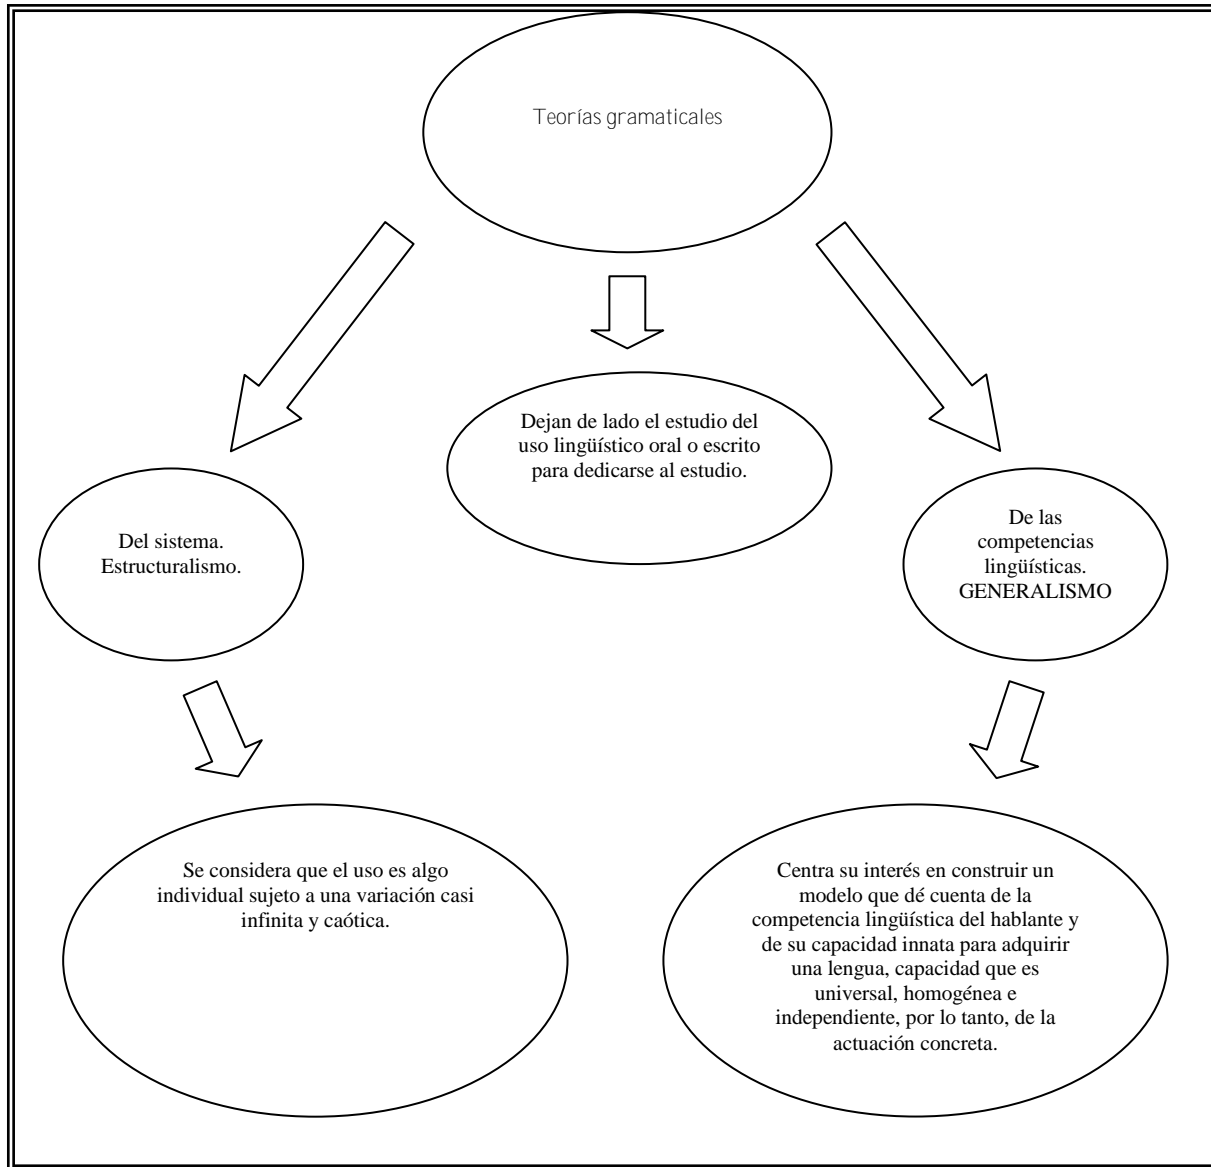 Teorías gramaticales
Dejan de lado el estudio del
uso lingüístico oral o escrito
para dedicarse al estudio.
Del sistema.
Estructuralismo.
De las
competencias
lingüísticas.
GENERALISMO
Se considera que el uso es algo
individual sujeto a una variación casi
infinita y caótica.
Centra su interés en construir un
modelo que dé cuenta de la
competencia lingüística del hablante y
de su capacidad innata para adquirir
una lengua, capacidad que es
universal, homogénea e
independiente, por lo tanto, de la
actuación concreta.